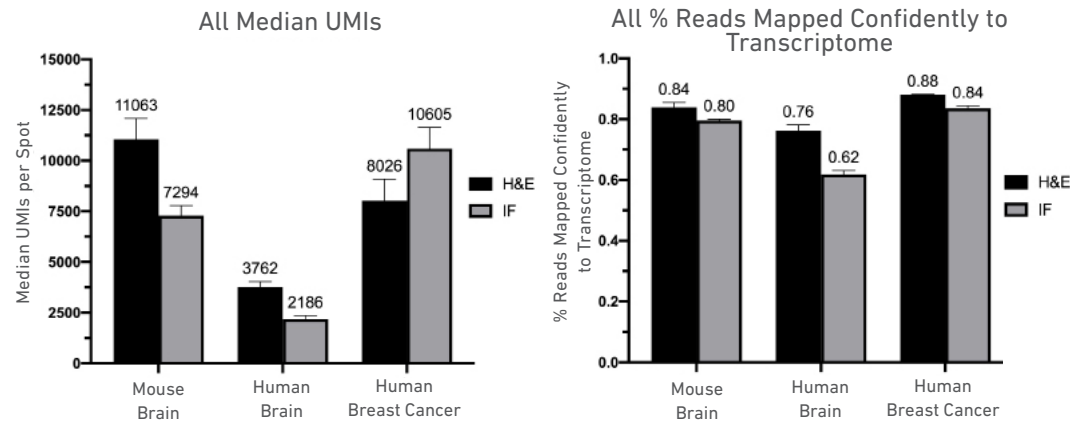 All Median UMIs
Median UMIs per Spot
15000
12500
10000
7500
5000
2500
0
11063
7294
3762
2186
8026
10605
H&E
IF
Mouse
Brain
Human
Brain
Human
Breast Cancer
All % Reads Mapped Confidently to
Transcriptome
% Reads Mapped Confidently
to Transcriptome
1.0
0.8
0.6
0.4
0.2
0.0
0.84
0.80
0.76
0.62
0.88
0.84
H&E
IF
Mouse
Brain
Human
Brain
Human
Breast Cancer